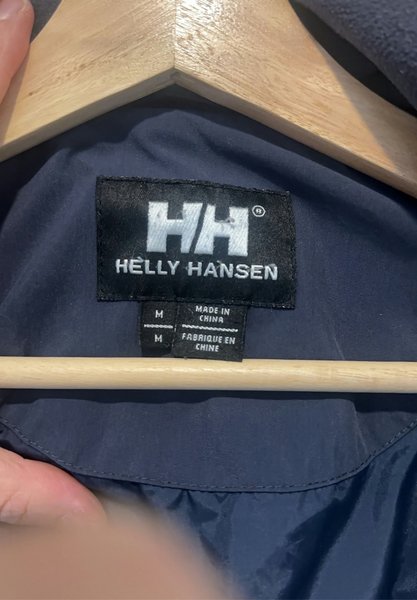 HH®
HELLY HANSEN
M
MADE IN
CHINA
M
FABRIQUE EN
CHINE